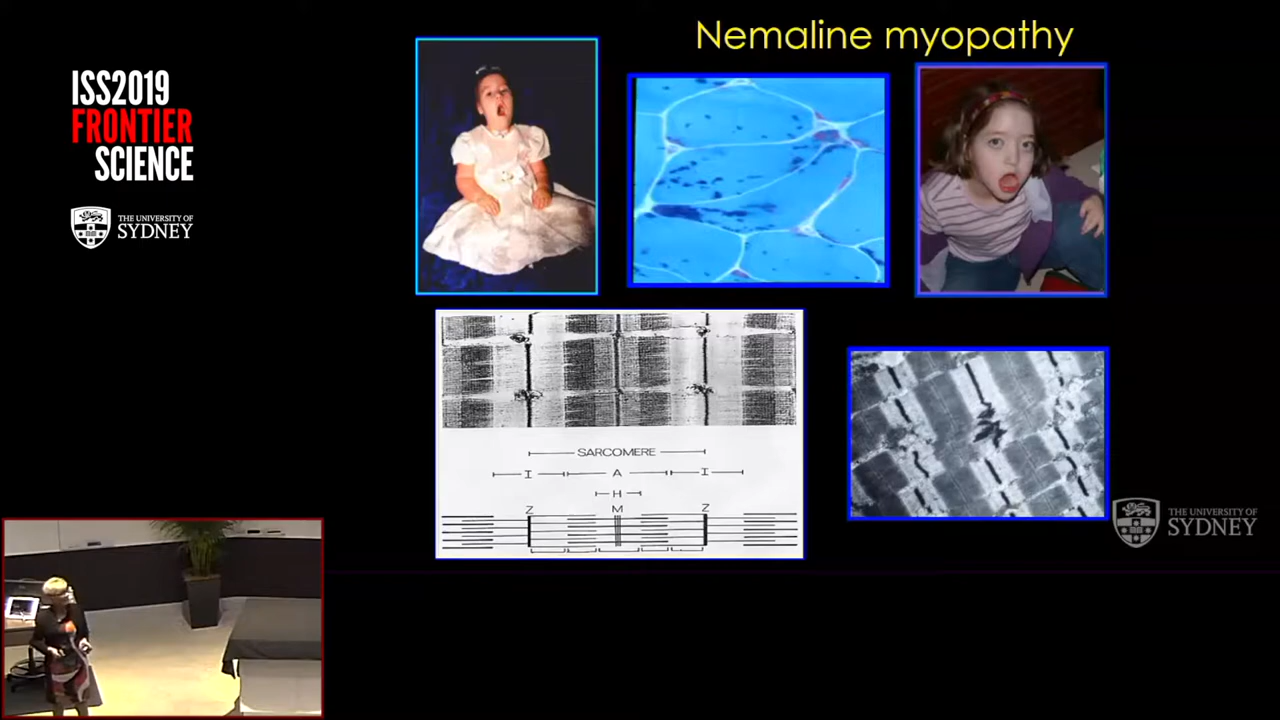 Nemaline myopathy
ISS2019
FRONTIER
SCIENCE
THE UNIVERSITY OF
SYDNEY
SARCOMERE
I A I
H
Z M Z
THE UNIVERSITY OF
SYDNEY